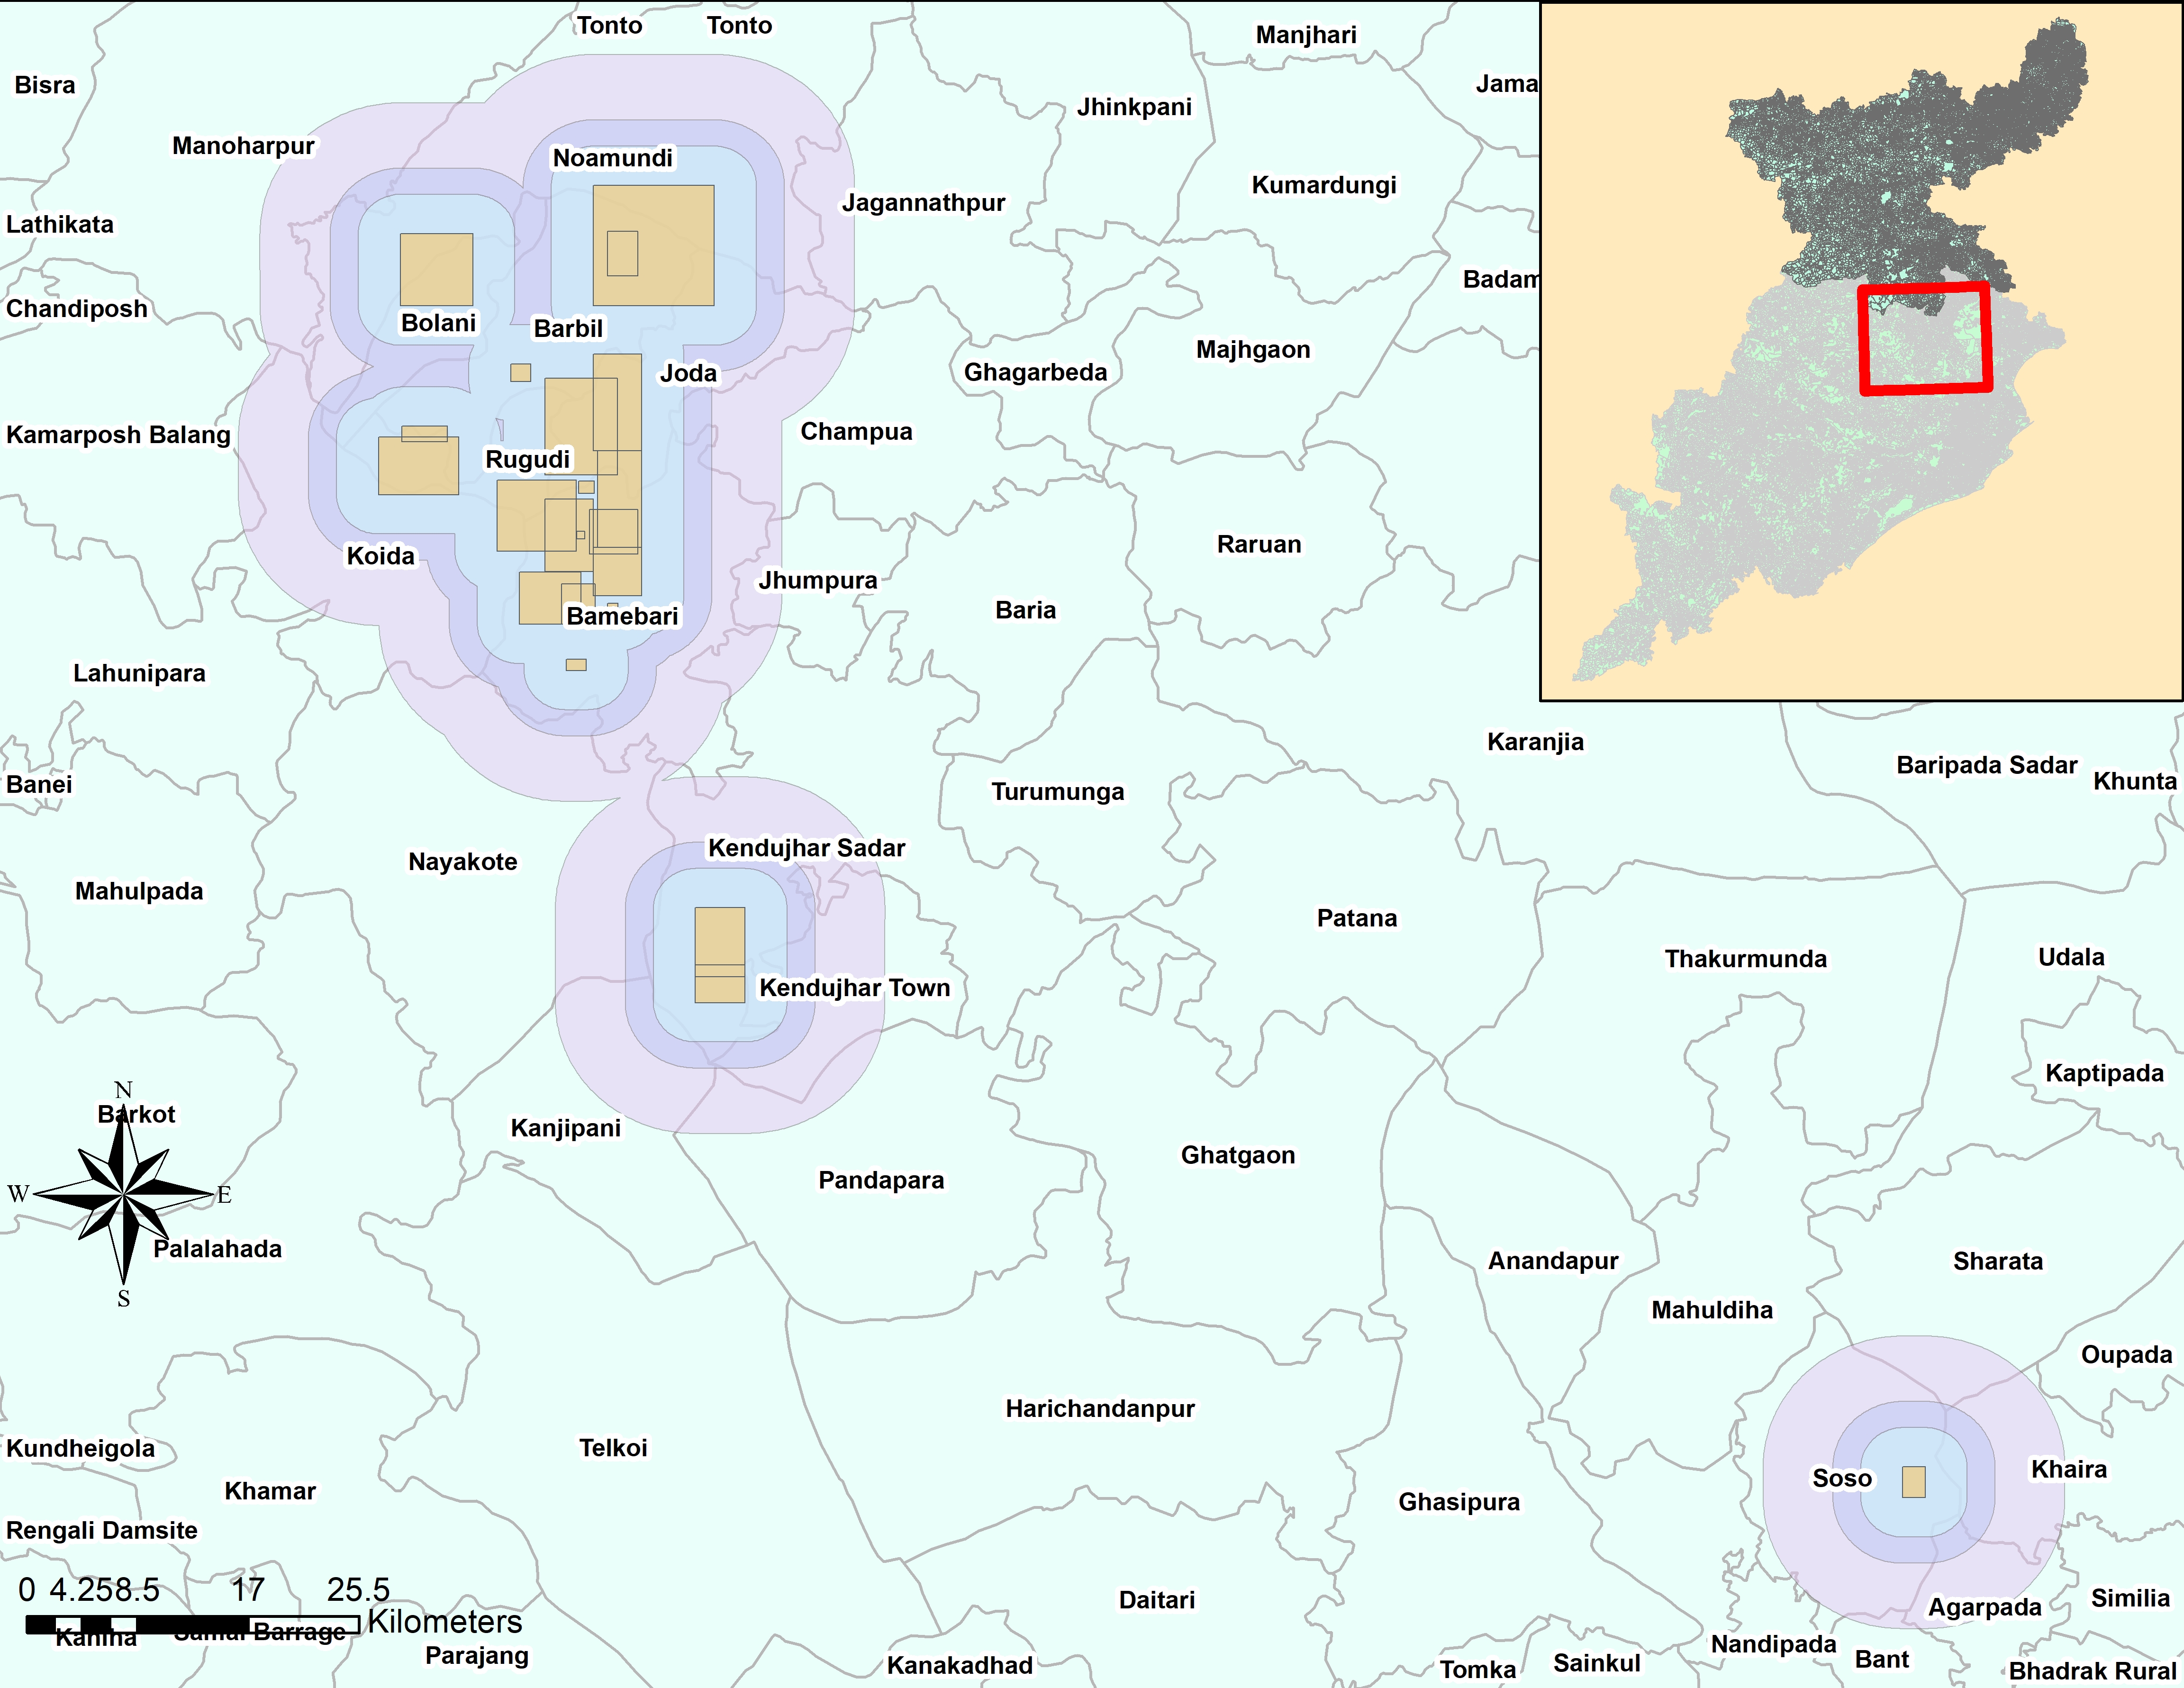 Tonto Tonto
Manjhari
Bisra
Jama
Jhinkpani
Manoharpur
Noamundi
Kumardungi
Jagannathpur
Lathikata
Badam
Chandiposh
Bolani
Barbil
Majhgaon
Joda
Ghagarbeda
Kamarposh Balang
Champua
Rugudi
Raruan
Koida
Jhumpura
Baria
Bamebari
Lahunipara
Karanjia
Baripada Sadar
Khunta
Banei
Turumunga
Kendujhar Sadar
Nayakote
Mahulpada
Patana
Thakurmunda
Udala
Kendujhar Town
Kaptipada
N
Barkot
Kanjipani
Ghatgaon
Pandapara
W
E
Palalahada
Anandapur
Sharata
S
Mahuldiha
Oupada
Harichandanpur
Kundheigola
Telkoi
Khaira
Soso
Khamar
Ghasipura
Rengali Damsite
0 4.258.5 17 25.5
Kilometers
Daitari
Similia
Agarpada
Kaniha
Samal Barrage
Parajang
Nandipada
Bant
Kanakadhad
Tomka
Sainkul
Bhadrak Rural